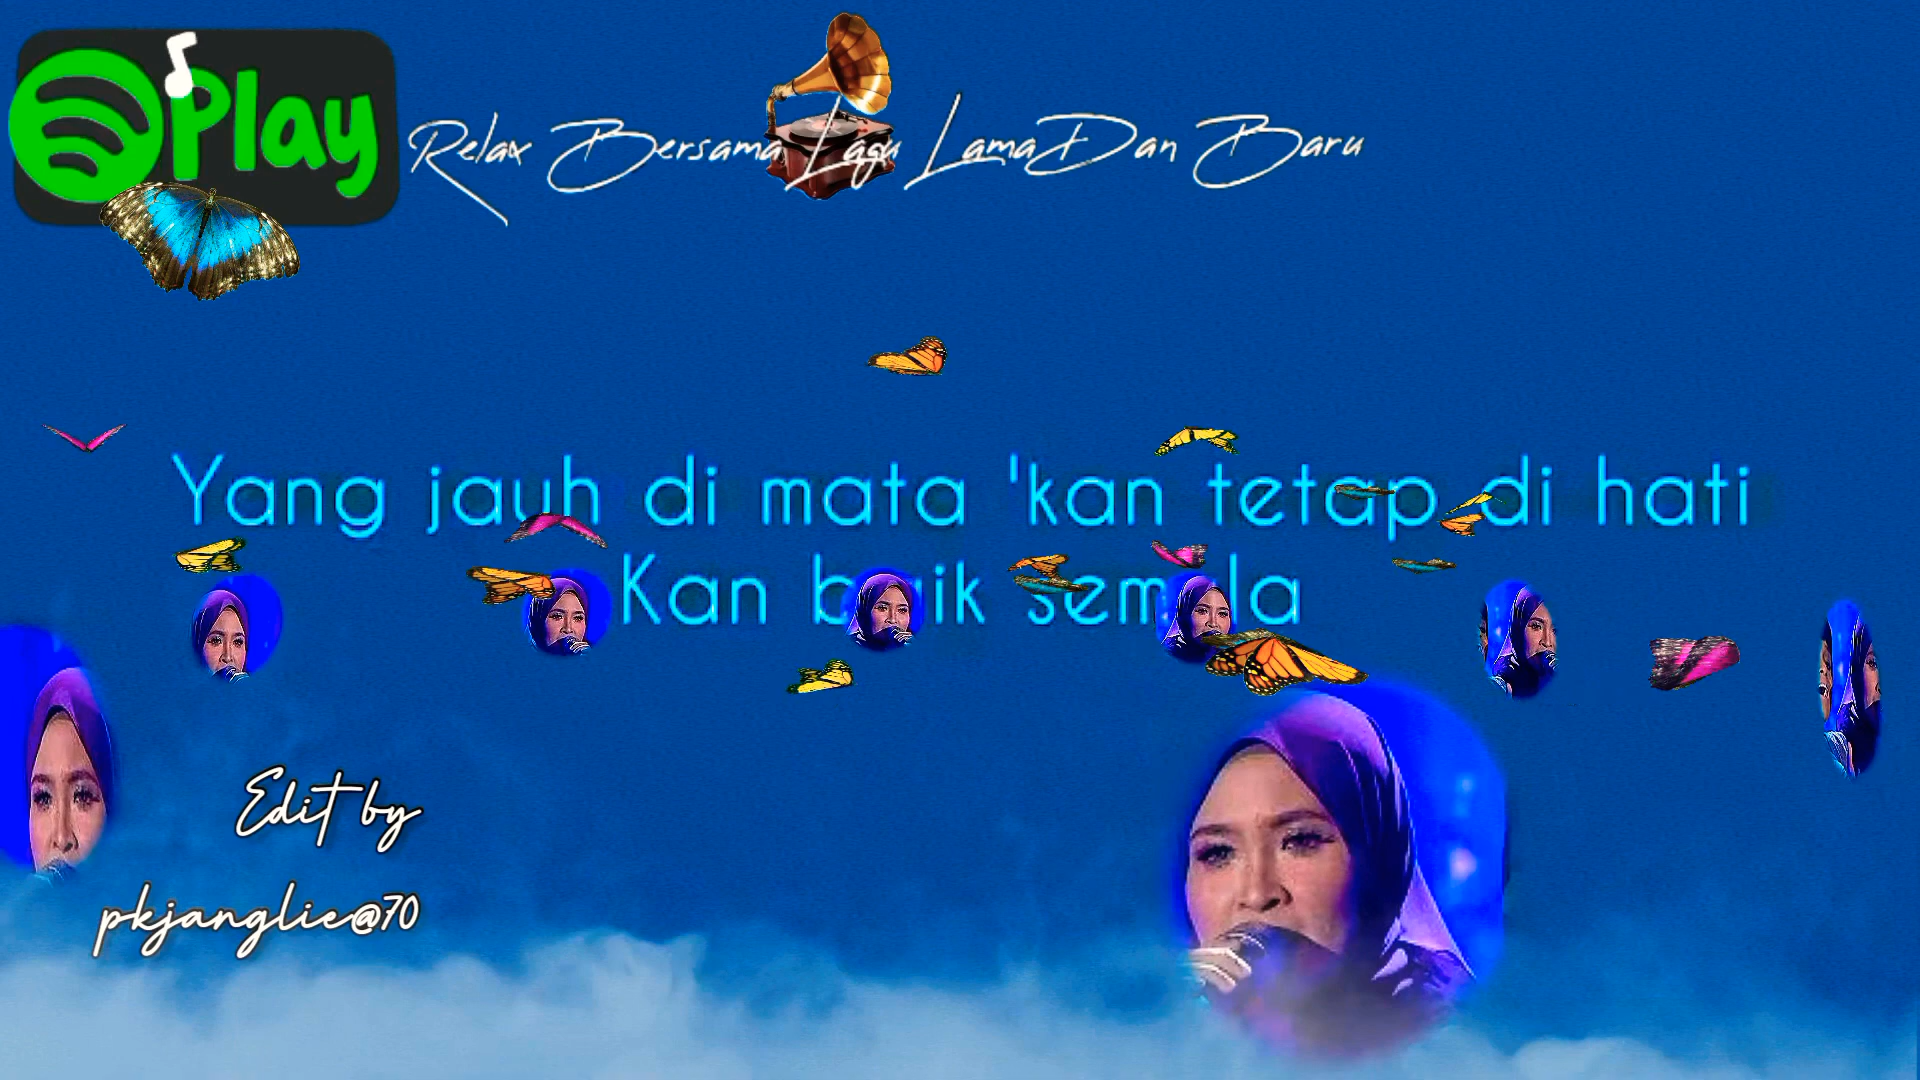 Play
Relax Bersama Lagu Lama Dan Baru
Yang jauh di mata 'kan tetap di hati
Kan baik semula
Edit by
pkjanglie@70